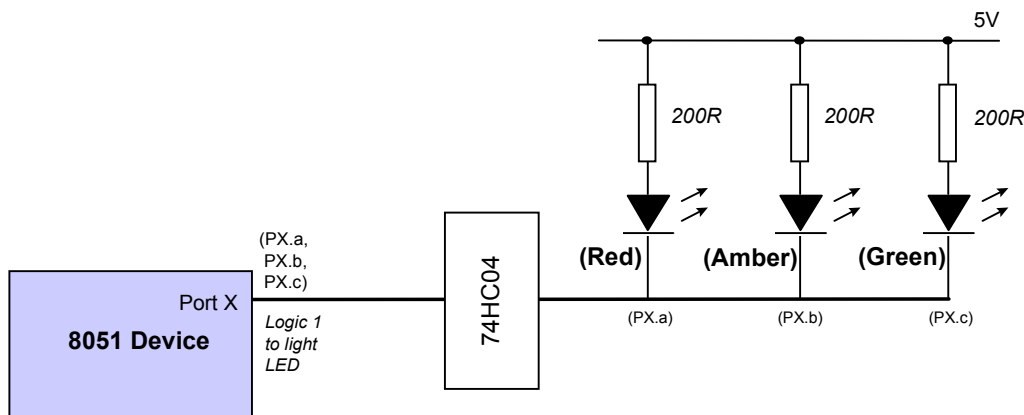 5V
200R
200R
200R
(PX.a,
PX.b,
PX.c)
(Red)
(Amber)
(Green)
Port X
8051 Device
Logic 1
to light
LED
74HC04
(PX.a)
(PX.b)
(PX.c)